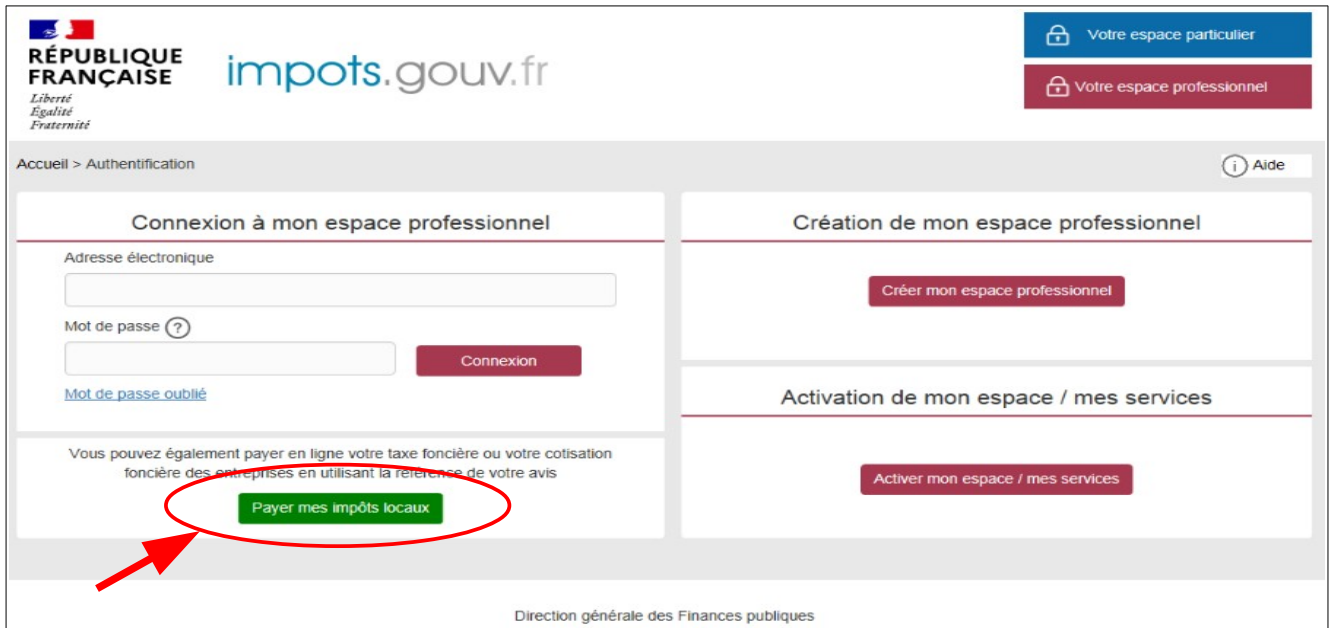 RÉPUBLIQUE
FRANÇAISE
Liberté
Égalité
Fraternité
impots.gouv.fr
Votre espace particulier
Votre espace professionnel
Accueil > Authentification
Aide
Connexion à mon espace professionnel
Adresse électronique
Mot de passe ?
Connexion
Mot de passe oublié
Vous pouvez également payer en ligne votre taxe foncière ou votre cotisation
foncière des entreprises en utilisant la référence de votre avis
Payer mes impôts locaux
Création de mon espace professionnel
Créer mon espace professionnel
Activation de mon espace / mes services
Activer mon espace / mes services
Direction générale des Finances publiques